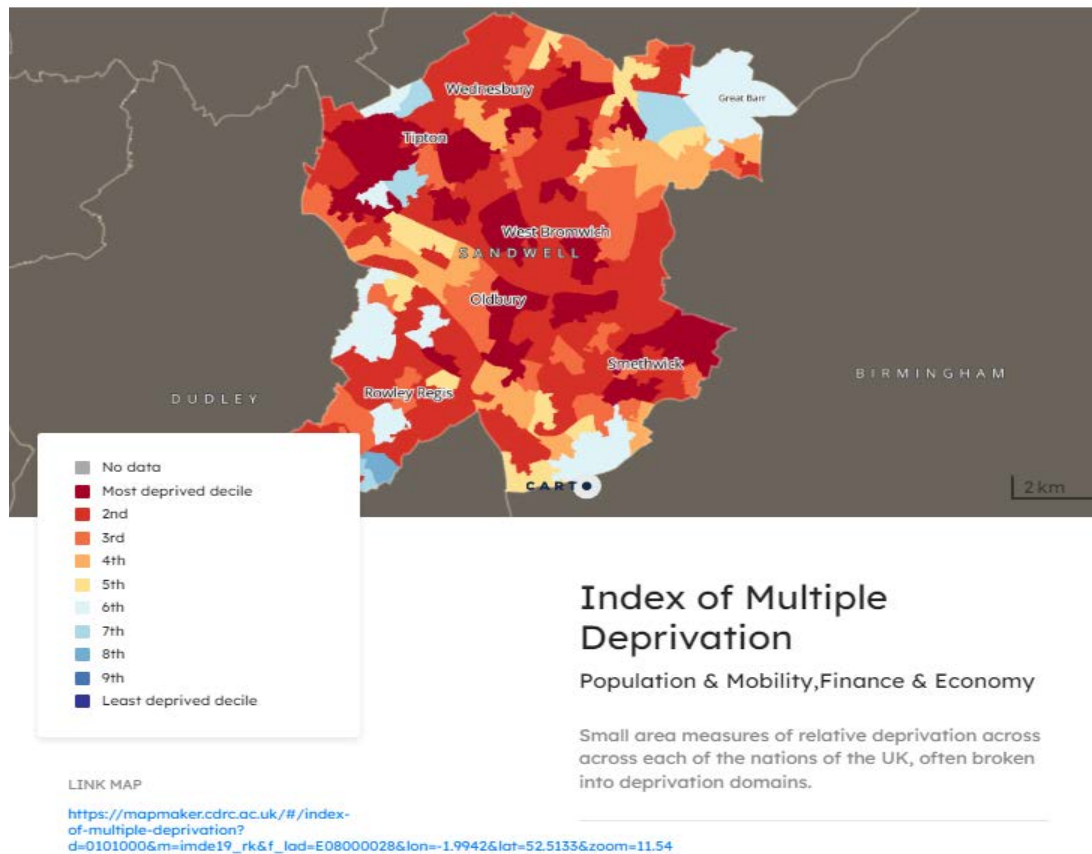 Wednesbury
Great Barr
Tipton
West Bromwich
SANDWELL
Oldbury
Smethwick
BIRMINGHAM
Rowley Regis
DUDLEY
CARTO
2 km
No data
Most deprived decile
2nd
3rd
4th
5th
6th
7th
8th
9th
Least deprived decile
Index of Multiple
Deprivation
Population & Mobility,Finance & Economy
Small area measures of relative deprivation across
across each of the nations of the UK, often broken
into deprivation domains.
LINK MAP
https://mapmaker.cdrc.ac.uk/#/index-
of-multiple-deprivation?
d=0101000&m=imde19_rk&f_lad=E08000028&lon=-1.9942&lat=52.5133&zoom=11.54